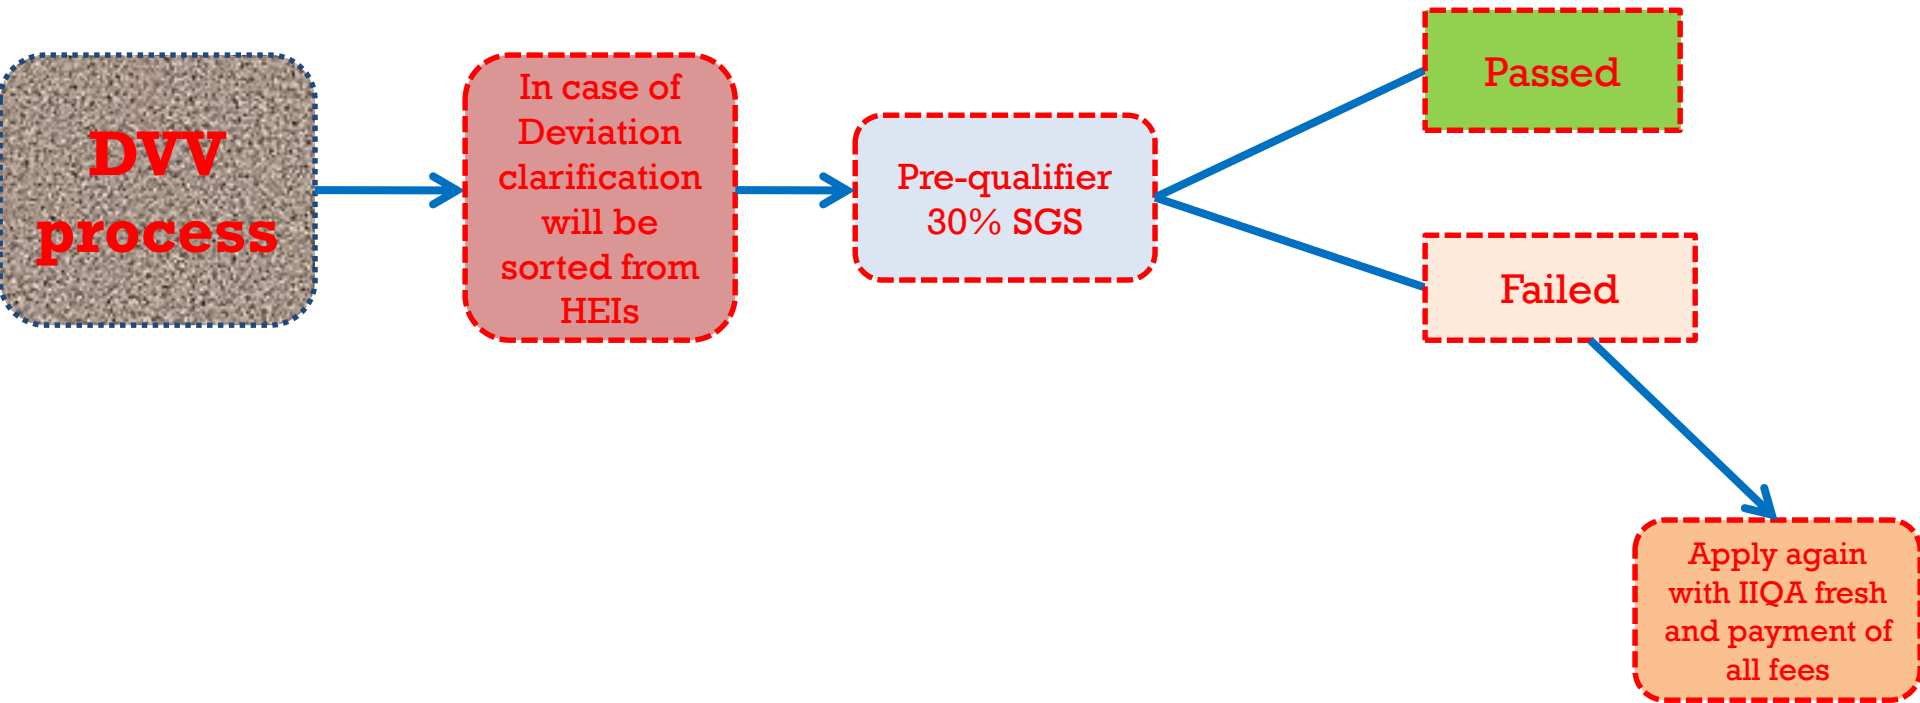 DVV
process
In case of
Deviation
clarification
will be
sorted from
HEIs
Pre-qualifier
30% SGS
Passed
Failed
Apply again
with IIQA fresh
and payment of
all fees